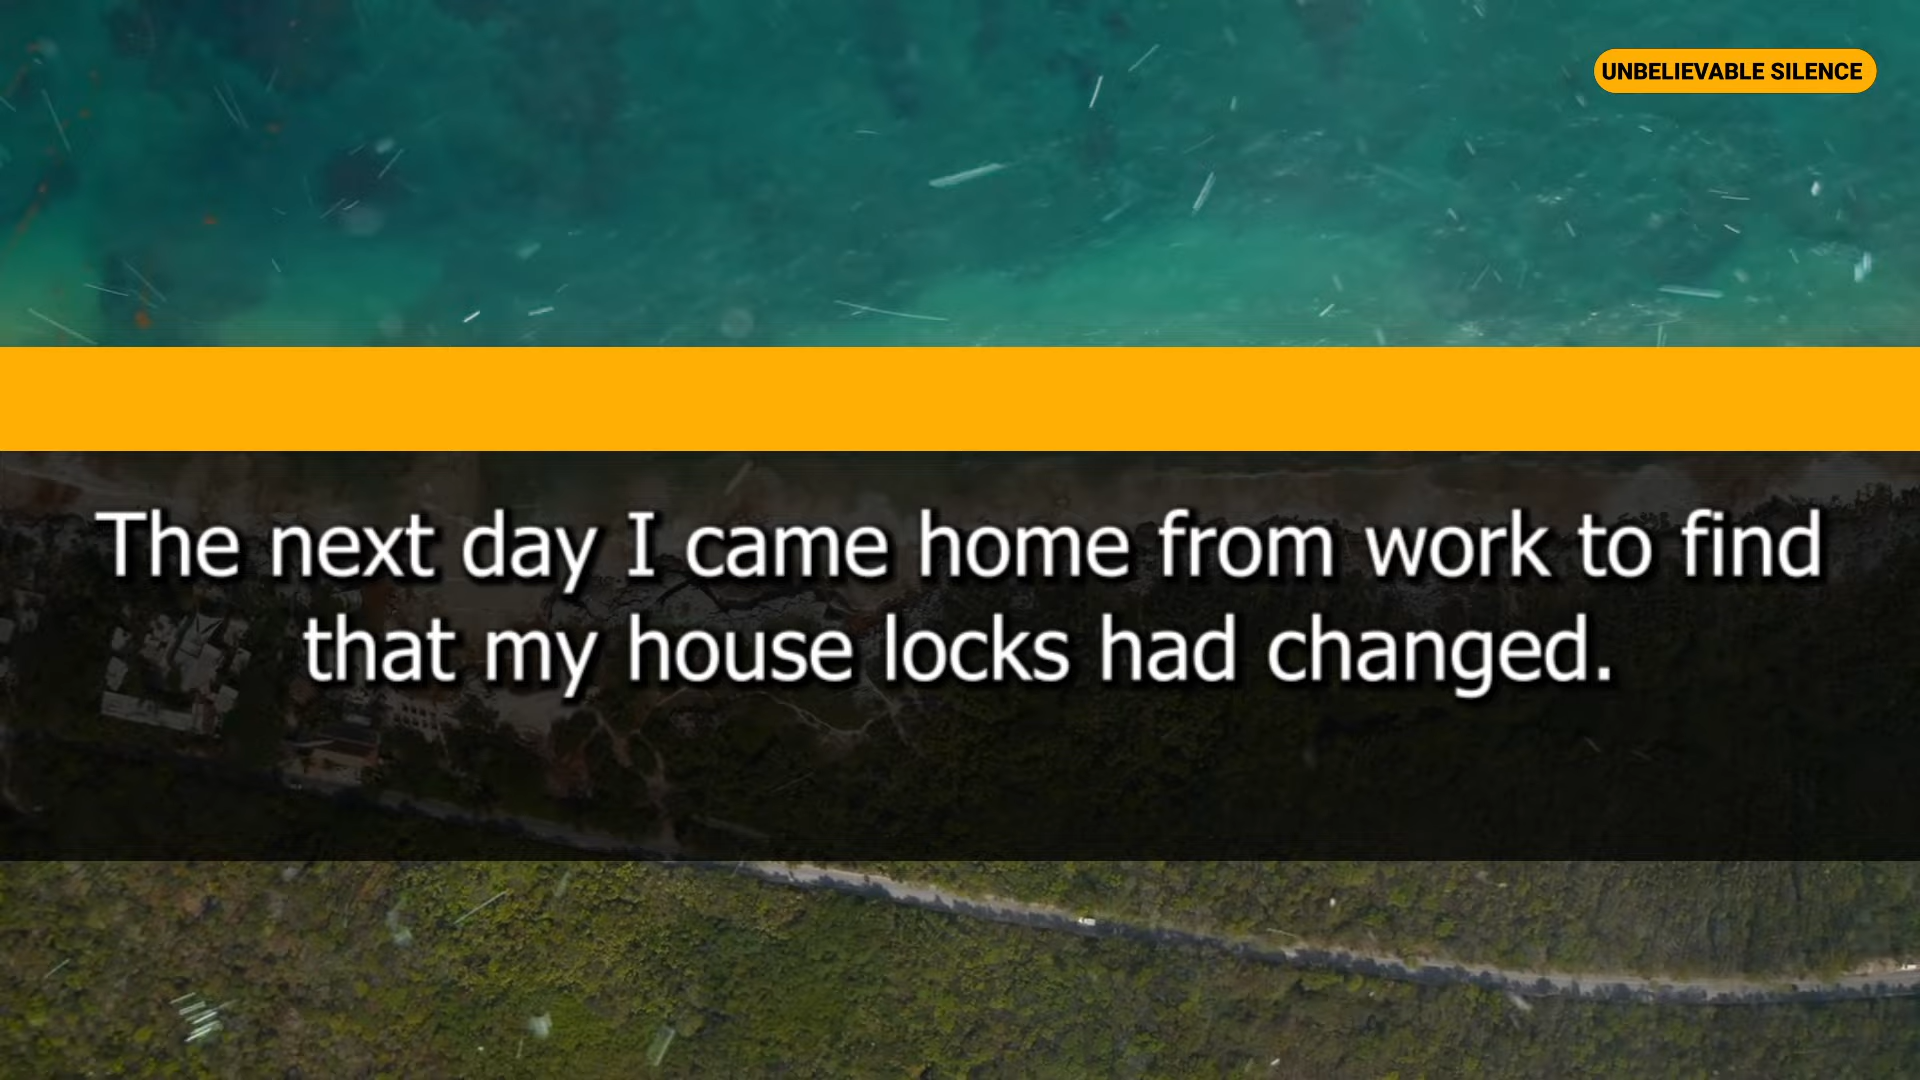 UNBELIEVABLE SILENCE
The next day I came home from work to find
that my house locks had changed.